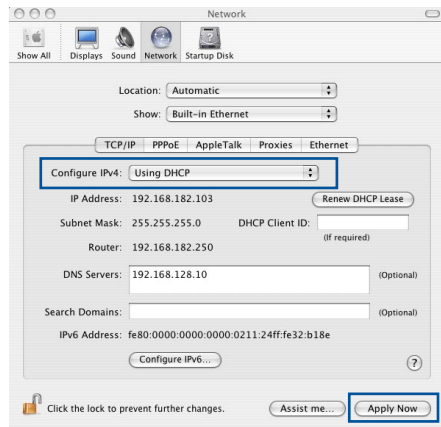 Network
Show All Displays Sound Network Startup Disk
Location: Automatic
Show: Built-in Ethernet
TCP/IP PPPoE AppleTalk Proxies Ethernet
Configure IPv4: Using DHCP
IP Address: 192.168.182.103 Renew DHCP Lease
Subnet Mask: 255.255.255.0 DHCP Client ID:
(If required)
Router: 192.168.182.250
DNS Servers: 192.168.128.10 (Optional)
Search Domains: (Optional)
IPv6 Address: fe80:0000:0000:0000:0211:24ff:fe32:b18e
Configure IPv6... ?
Click the lock to prevent further changes. Assist me... Apply Now